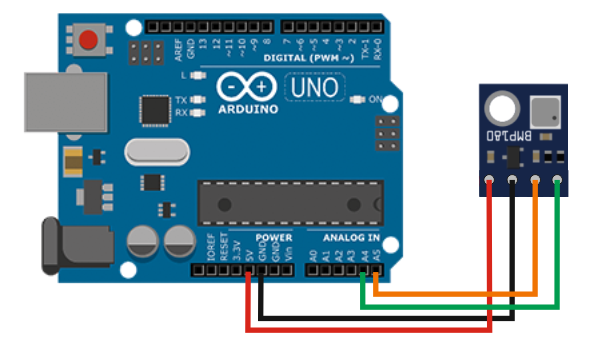 AREF
GND
13
12
~11
~10
~9
8
7
~6
~5
4
~3
2
TX-1
RX-0
DIGITAL (PWM ~)
L
TX
RX
ARDUINO
UNO
ON
BMP180
POWER
ANALOG IN
IOREF
RESET
3.3V
5V
GND
GND
Vin
A0
A1
A2
A3
A4
A5